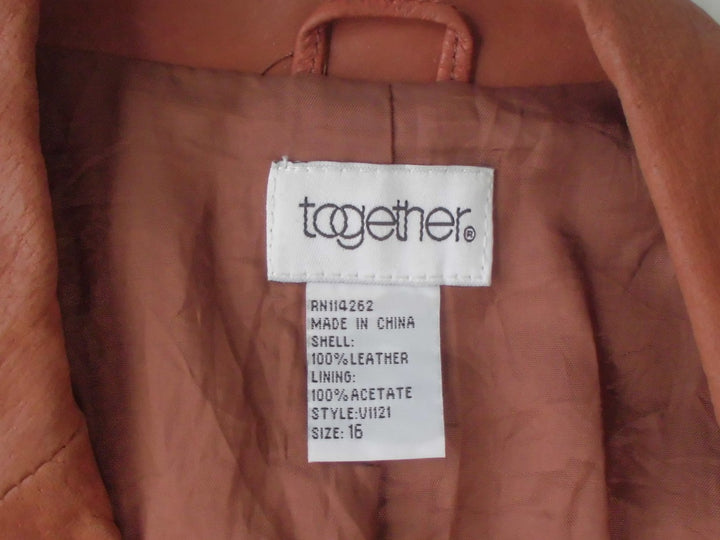 together®
RN114262
MADE IN CHINA
SHELL:
100%LEATHER
LINING:
100%ACETATE
STYLE:V1121
SIZE: 16